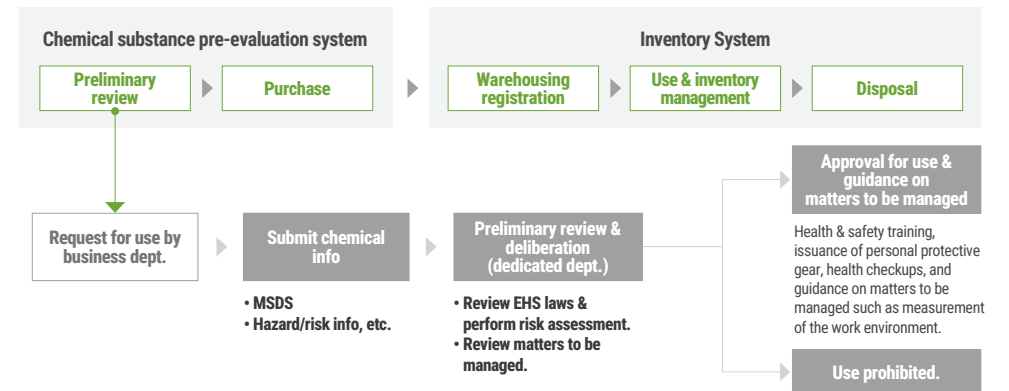 Chemical substance pre-evaluation system
Inventory System
Preliminary
review
Purchase
Warehousing
registration
Use & inventory
management
Disposal
Request for use by
business dept.
Submit chemical
info
• MSDS
• Hazard/risk info, etc.
Preliminary review &
deliberation
(dedicated dept.)
• Review EHS laws &
perform risk assessment.
• Review matters to be
managed.
Approval for use &
guidance on
matters to be managed
Health & safety training,
issuance of personal protective
gear, health checkups, and
guidance on matters to be
managed such as measurement
of the work environment.
Use prohibited.